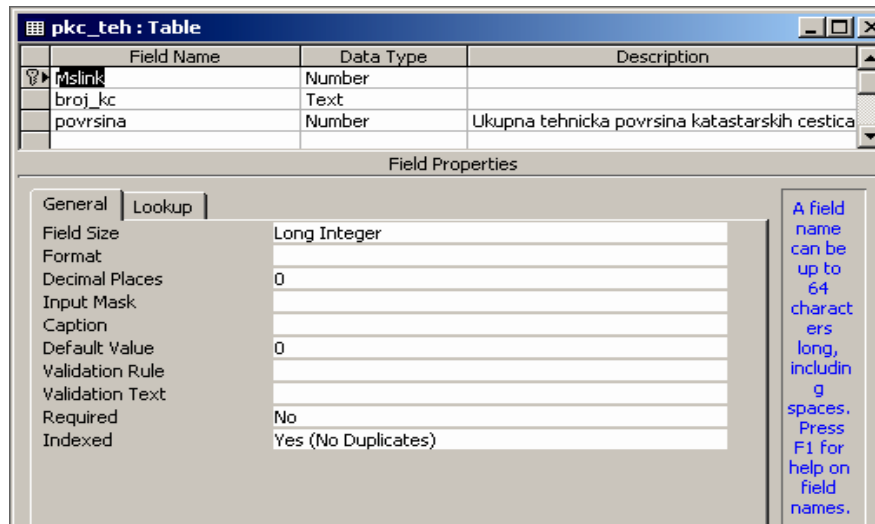 pkc_teh : Table
Field Name Data Type Description
Mslink Number
broj_kc Text
povrsina Number Ukupna tehnicka povrsina katastarskih cestica
Field Properties
General Lookup
Field Size Long Integer
Format
Decimal Places 0
Input Mask
Caption
Default Value 0
Validation Rule
Validation Text
Required No
Indexed Yes (No Duplicates)
A field
name
can be
up to
64
charact
ers
long,
includin
g
spaces.
Press
F1 for
help on
field
names.